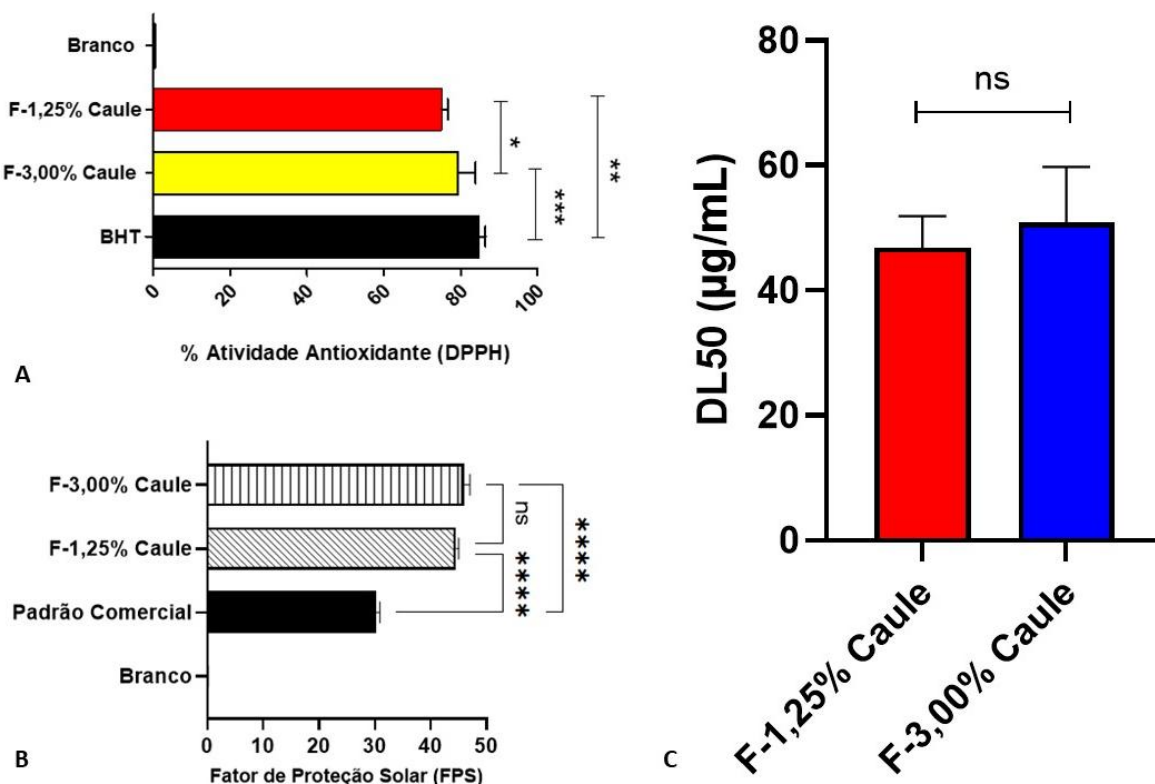 Branco
F-1,25% Caule
F-3,00% Caule
BHT
*
**
***
0 20 40 60 80 100
% Atividade Antioxidante (DPPH)
A
F-3,00% Caule
F-1,25% Caule
Padrão Comercial
Branco
ns
****
****
0 10 20 30 40 50
Fator de Proteção Solar (FPS)
B
80
60
40
20
0
DL50 (µg/mL)
ns
F-1,25% Caule
F-3,00% Caule
C